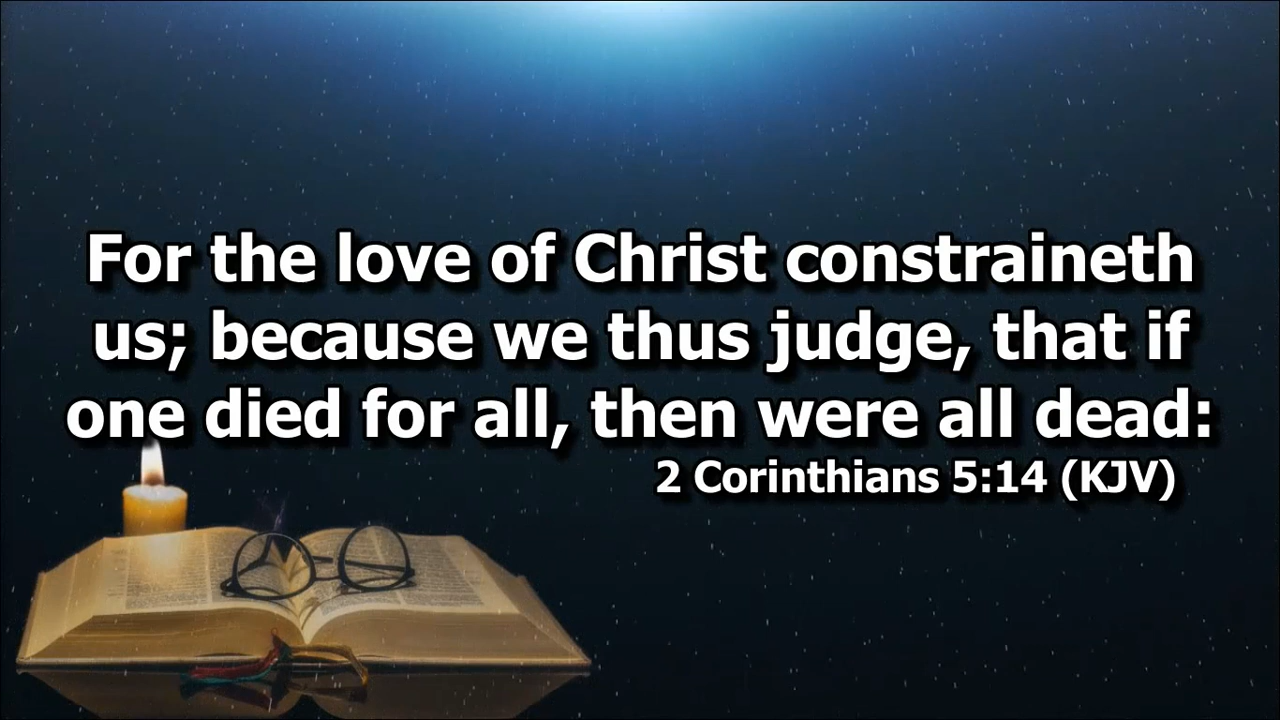 For the love of Christ constraineth
us; because we thus judge, that if
one died for all, then were all dead:
2 Corinthians 5:14 (KJV)